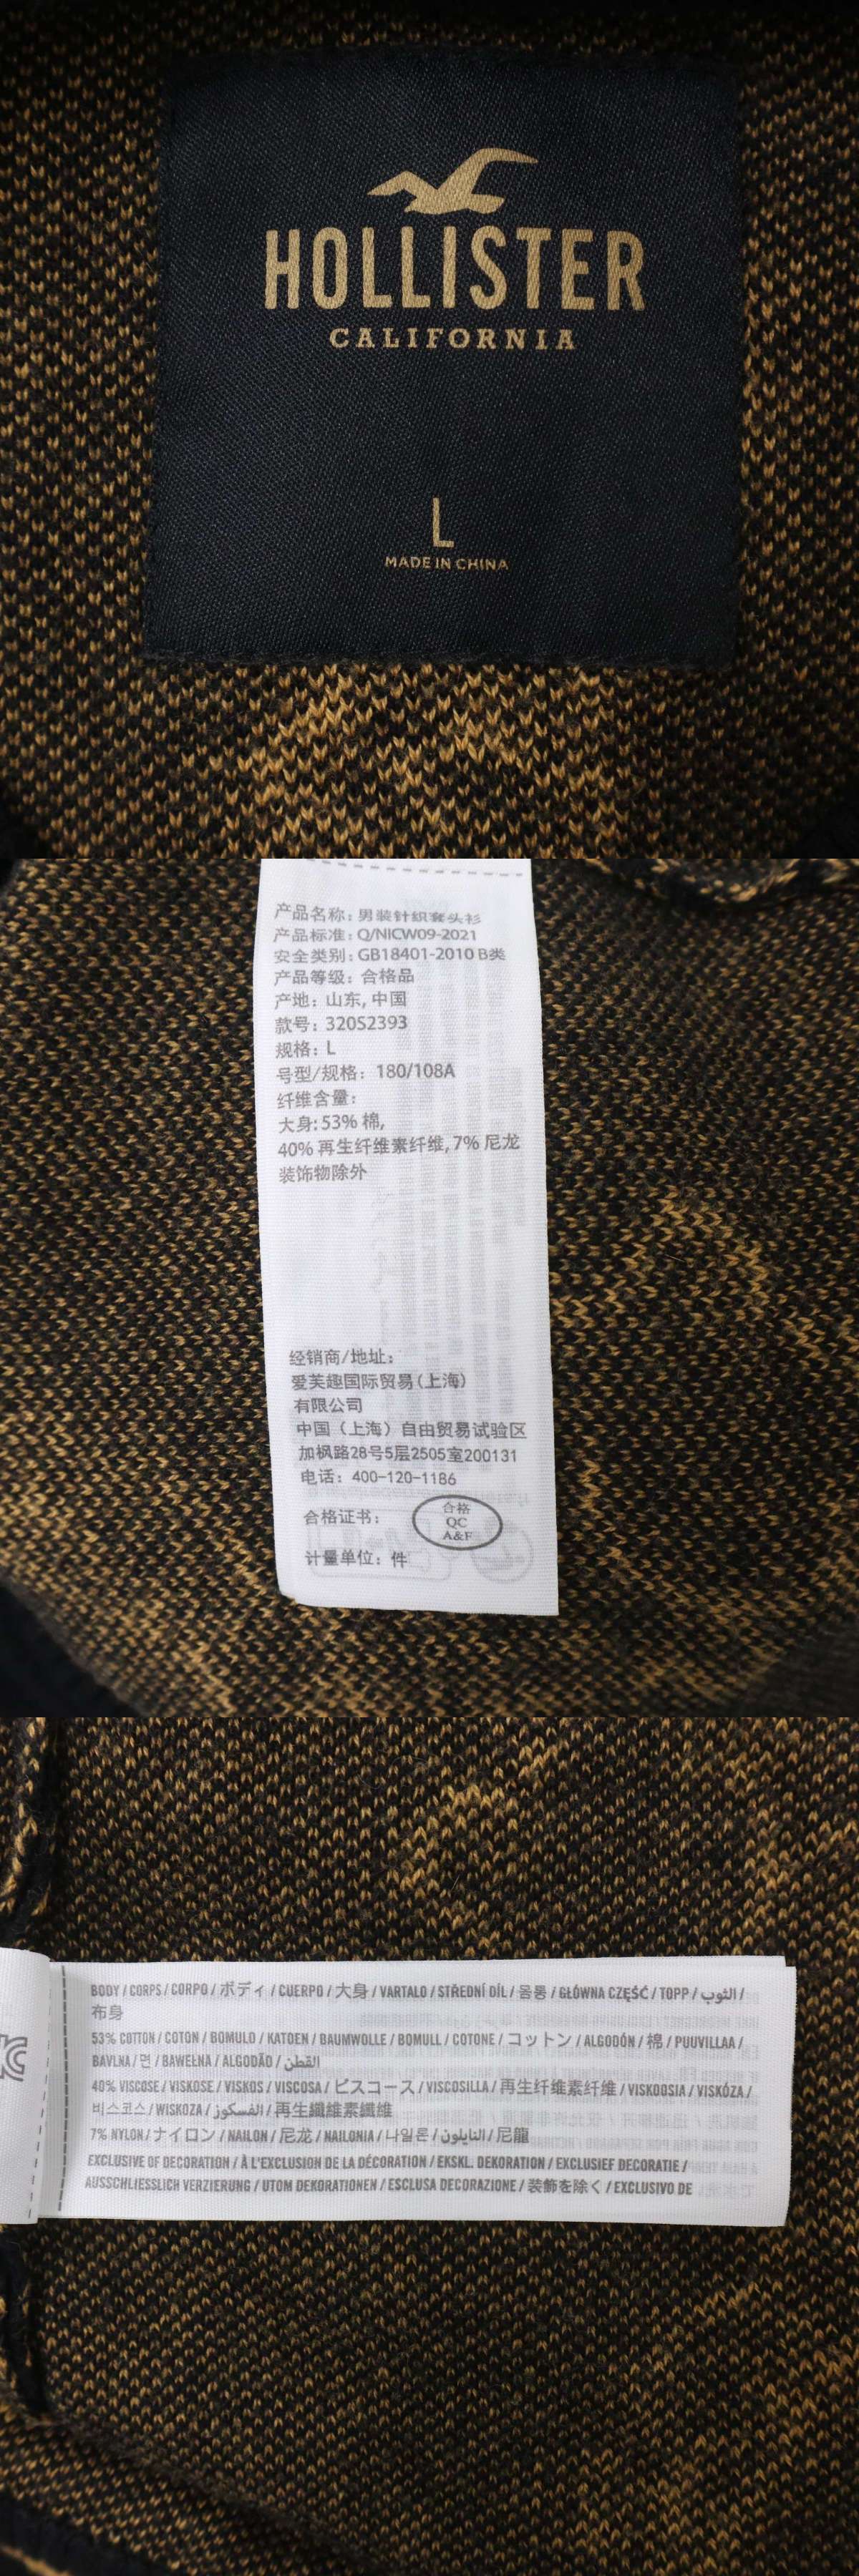 HOLLISTER
CALIFORNIA
L
MADE IN CHINA
产品名称: 男装针织套头衫
产品标准: Q/NICW09-2021
安全类别: GB18401-2010 B类
产品等级: 合格品
产地: 山东, 中国
款号: 320S2393
规格: L
号型/规格: 180/108A
纤维含量:
大身: 53% 棉,
40% 再生纤维素纤维, 7% 尼龙
装饰物除外
经销商/地址:
爱芙趣国际贸易(上海)
有限公司
中国（上海）自由贸易试验区
加枫路28号5层2505室200131
电话: 400-120-1186
合格证书:
合格
QC
A&F
计量单位: 件
BODY / CORPS / CORPO / ボディ / CUERPO / 大身 / VARTALO / STŘEDNÍ DÍL / 몸통 / GŁÓWNA CZĘŚĆ / TOPP / الثوب /
布身
53% COTTON / COTON / BOMULD / KATOEN / BAUMWOLLE / BOMULL / COTONE / コットン / ALGODÓN / 棉 / PUUVILLAA /
BAVLNA / 면 / BAWEŁNA / ALGODÃO / القطن
40% VISCOSE / VISKOSE / VISKOS / VISCOSA / ビスコース / VISCOSILLA / 再生纤维素纤维 / VISKOOSIA / VISKÓZA /
비스코스 / WISKOZA / الفسكوز / 再生纖維素纖維
7% NYLON / ナイロン / NAILON / 尼龙 / NAILONIA / 나일론 / النايلون / 尼龍
EXCLUSIVE OF DECORATION / À L'EXCLUSION DE LA DÉCORATION / EKSKL. DEKORATION / EXCLUSIEF DECORATIE /
AUSSCHLIESSLICH VERZIERUNG / UTOM DEKORATIONEN / ESCLUSA DECORAZIONE / 装飾を除く / EXCLUSIVO DE